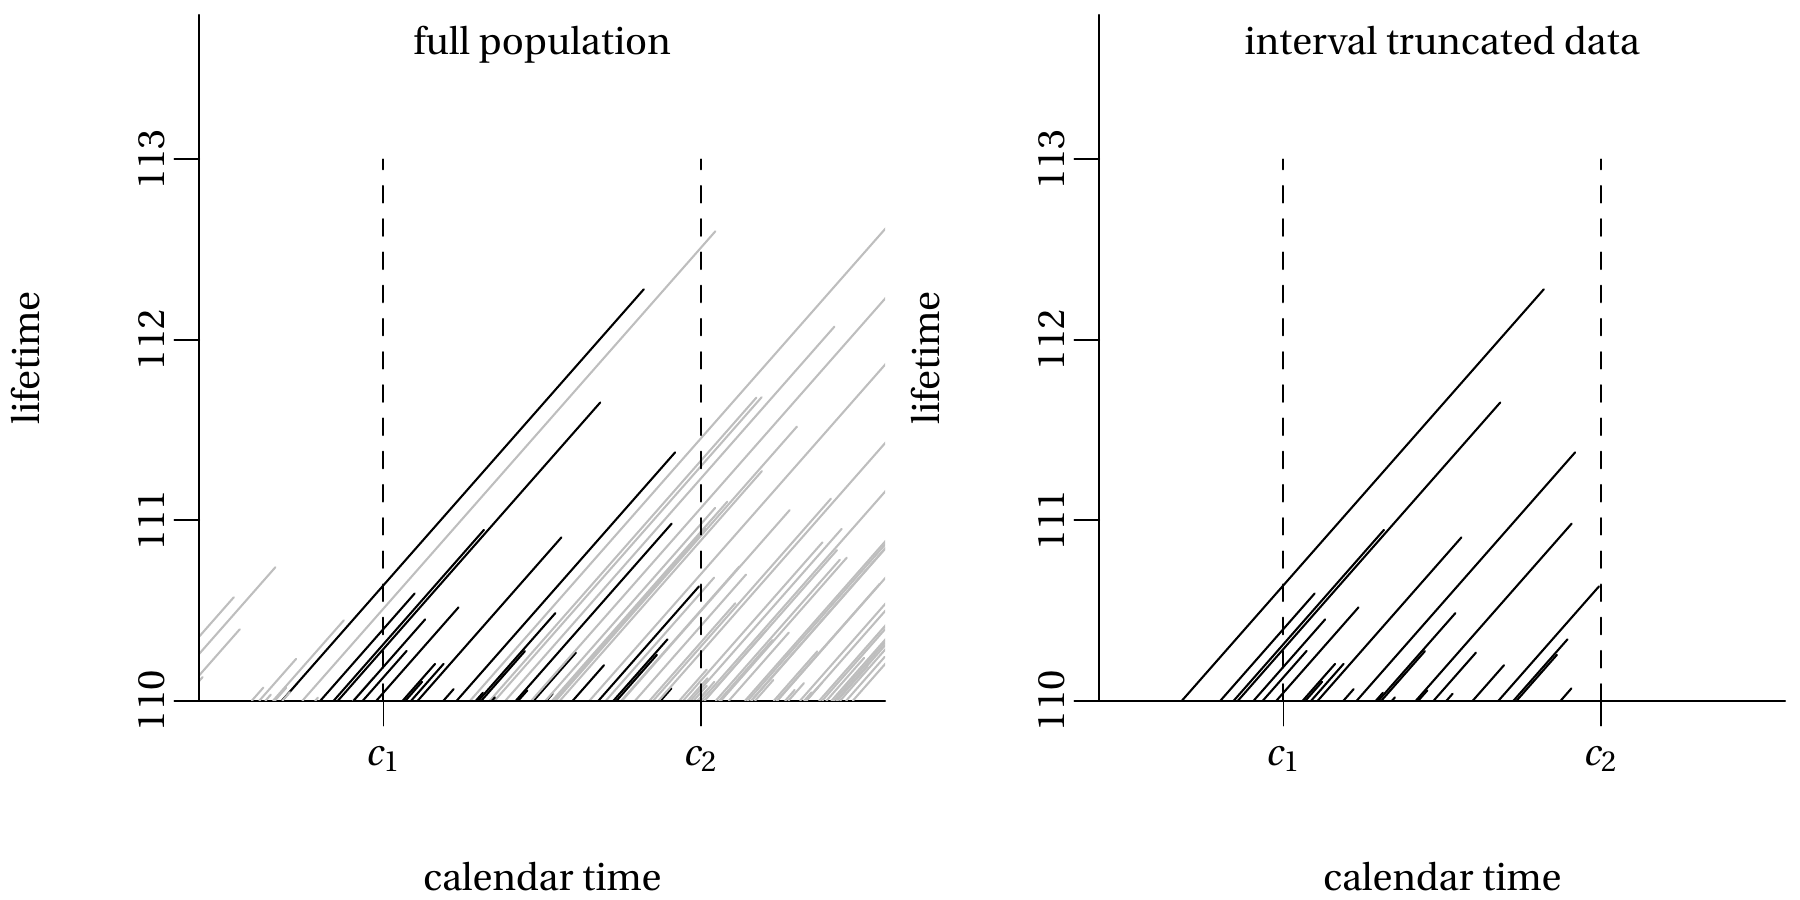 full population
lifetime
113
112
111
110
c1
c2
calendar time
interval truncated data
lifetime
113
112
111
110
c1
c2
calendar time